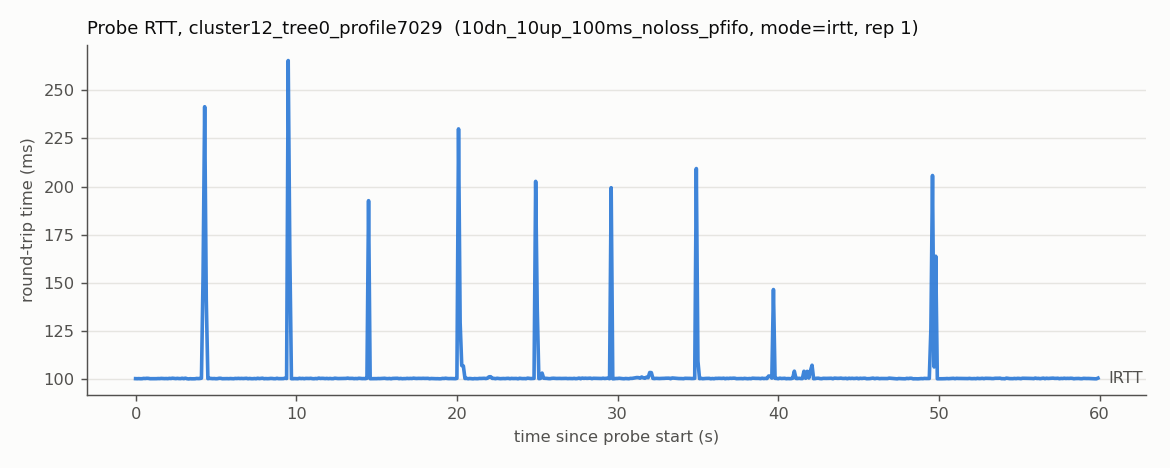 Probe RTT, cluster12_tree0_profile7029  (10dn_10up_100ms_noloss_pfifo, mode=irtt, rep 1)
round-trip time (ms)
250
225
200
175
150
125
100
IRTT
0 10 20 30 40 50 60
time since probe start (s)